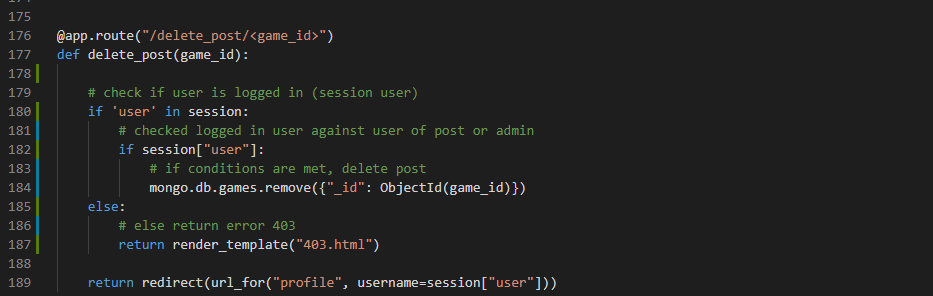 175
176 @app.route("/delete_post/<game_id>")
177 def delete_post(game_id):
178
179 # check if user is logged in (session user)
180 if 'user' in session:
181 # checked logged in user against user of post or admin
182 if session["user"]:
183 # if conditions are met, delete post
184 mongo.db.games.remove({"_id": ObjectId(game_id)})
185 else:
186 # else return error 403
187 return render_template("403.html")
188
189 return redirect(url_for("profile", username=session["user"]))